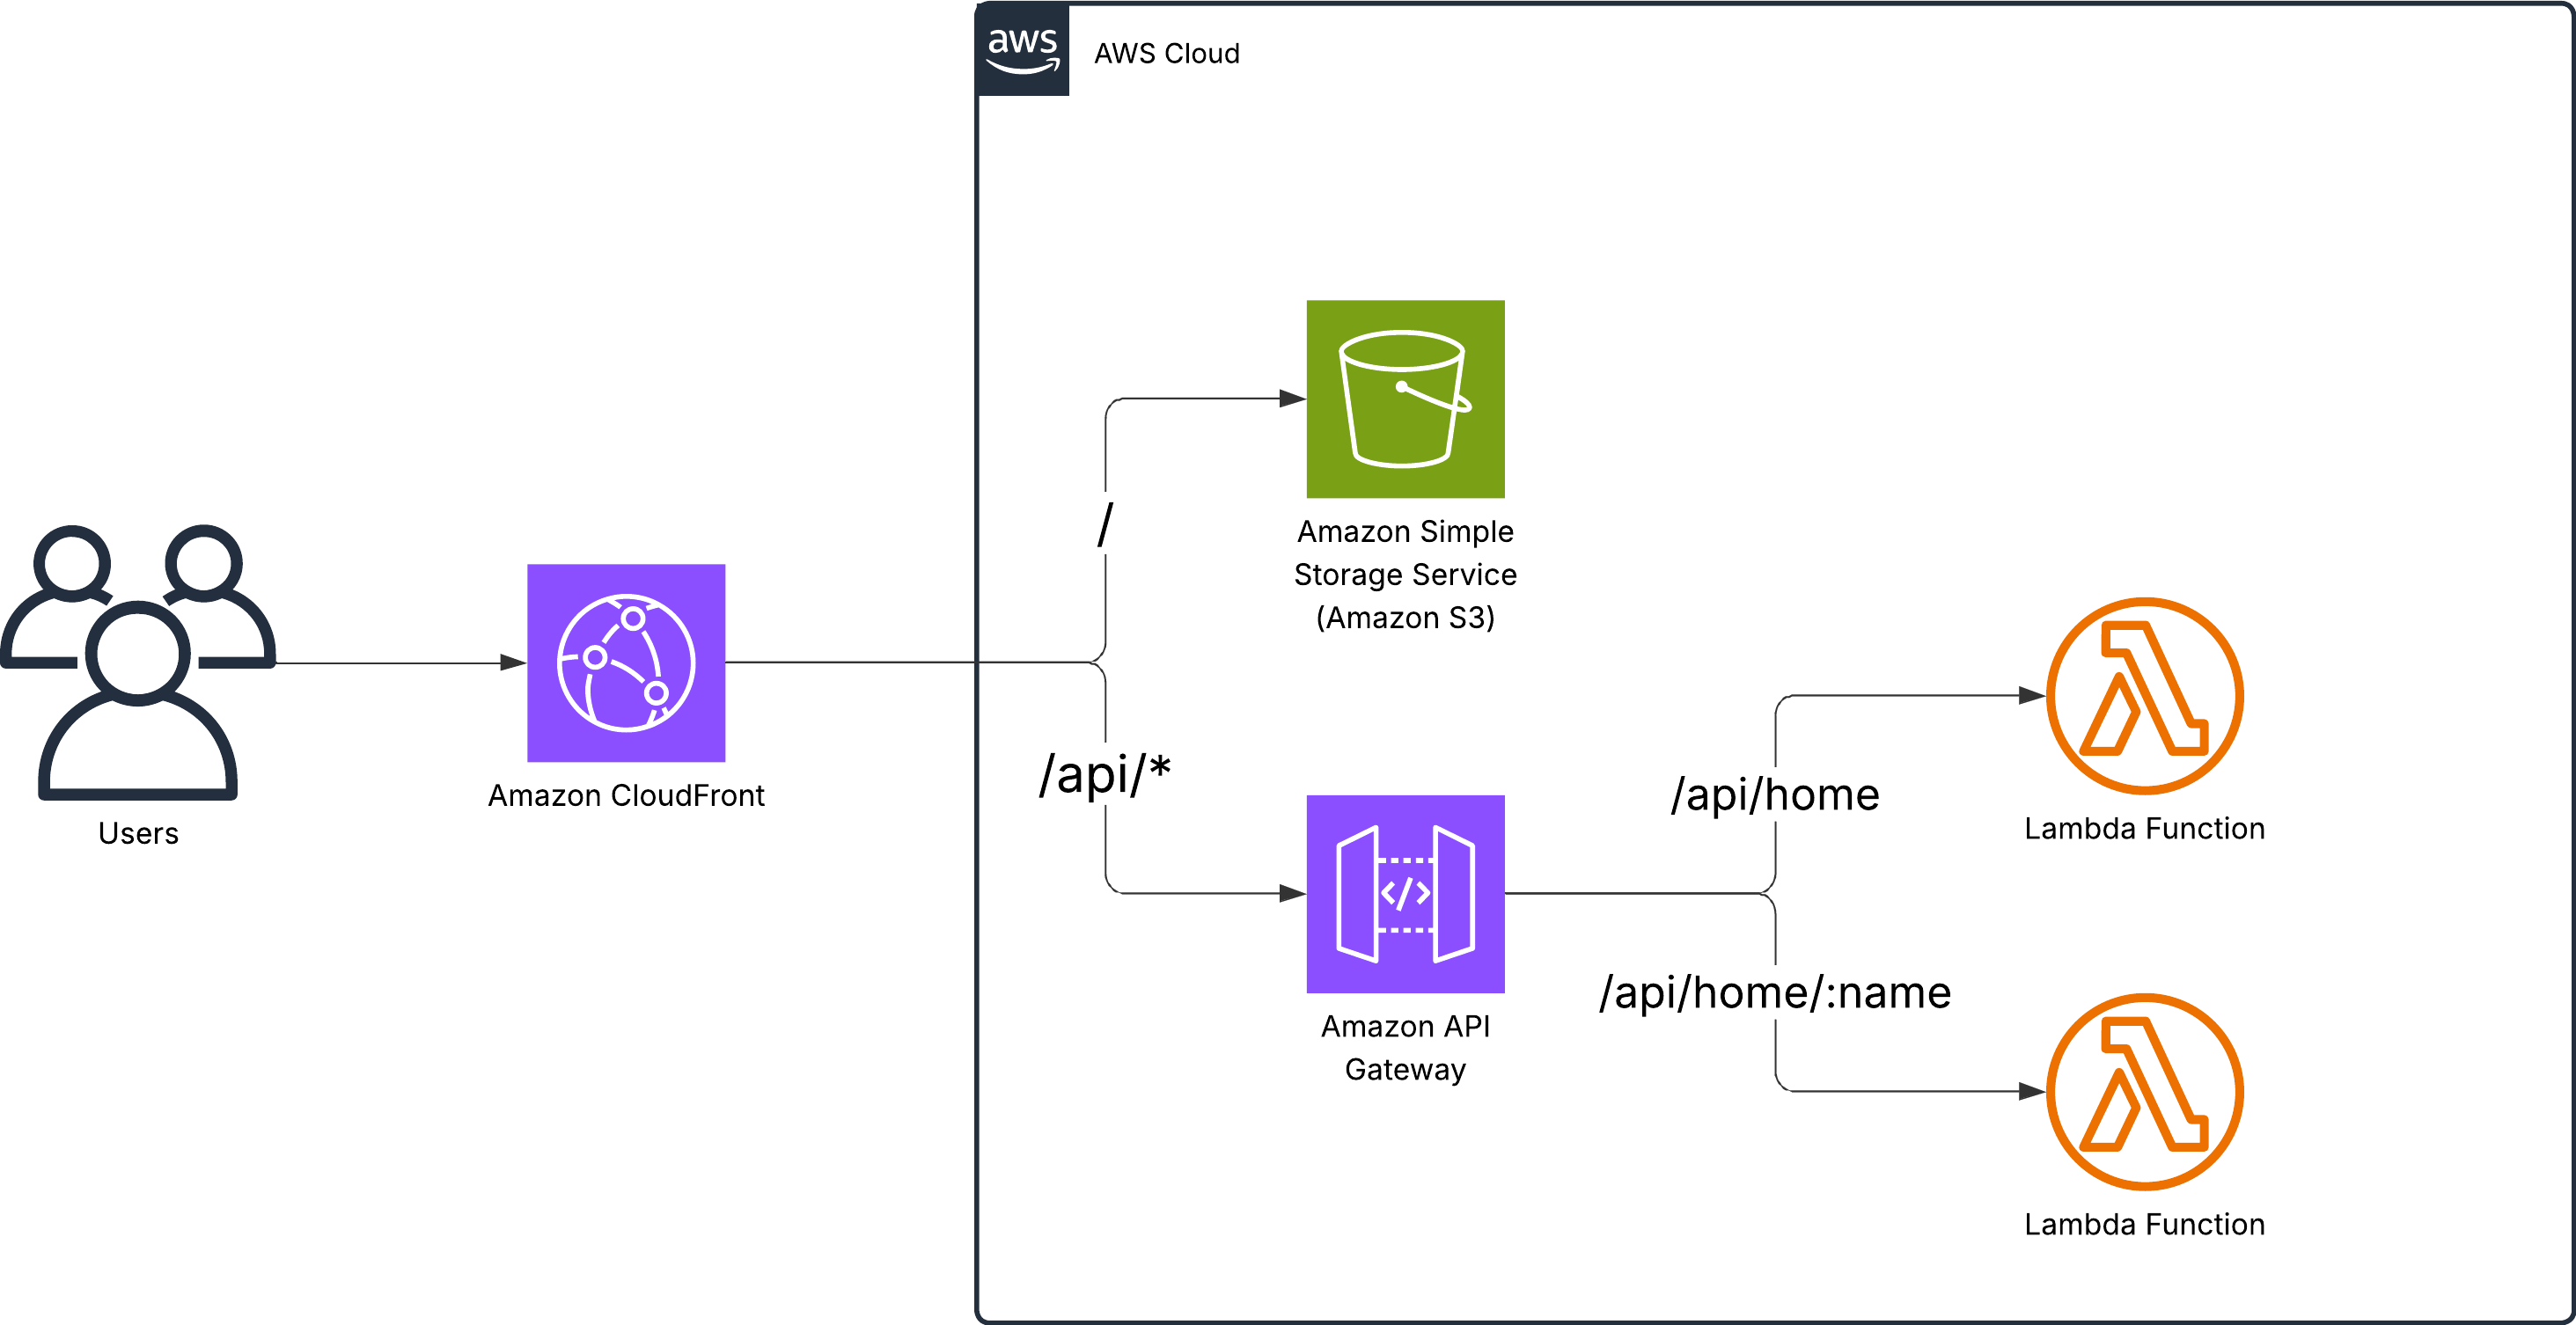 aws
AWS Cloud
/
Amazon Simple
Storage Service
(Amazon S3)
Users
Amazon CloudFront
/api/*
</>
Amazon API
Gateway
/api/home
Lambda Function
/api/home/:name
Lambda Function